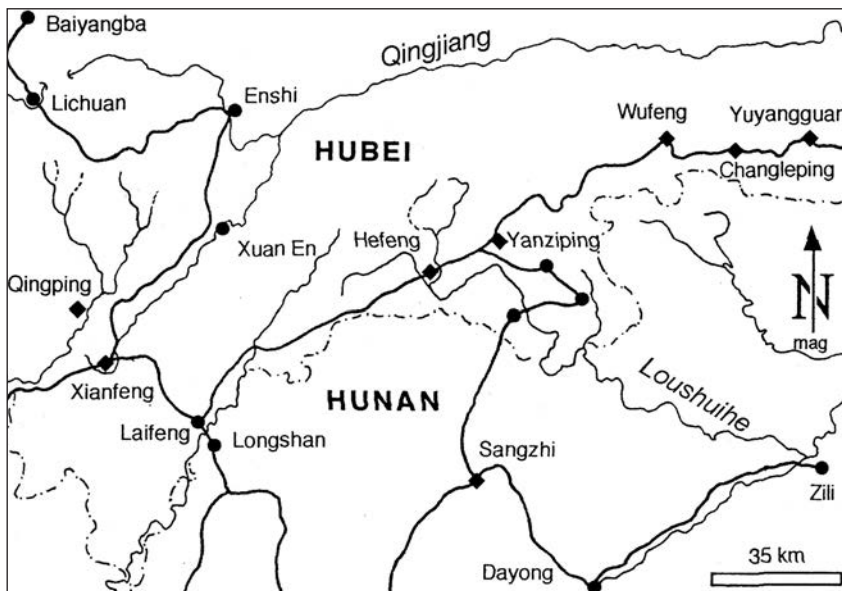 Baiyangba
Qingjiang
Lichuan
Enshi
Wufeng
Yuyangguan
HUBEI
Changleping
Xuan En
Hefeng
Yanziping
Qingping
N
mag
Xianfeng
HUNAN
Loushuihe
Laifeng
Longshan
Sangzhi
Zili
35 km
Dayong